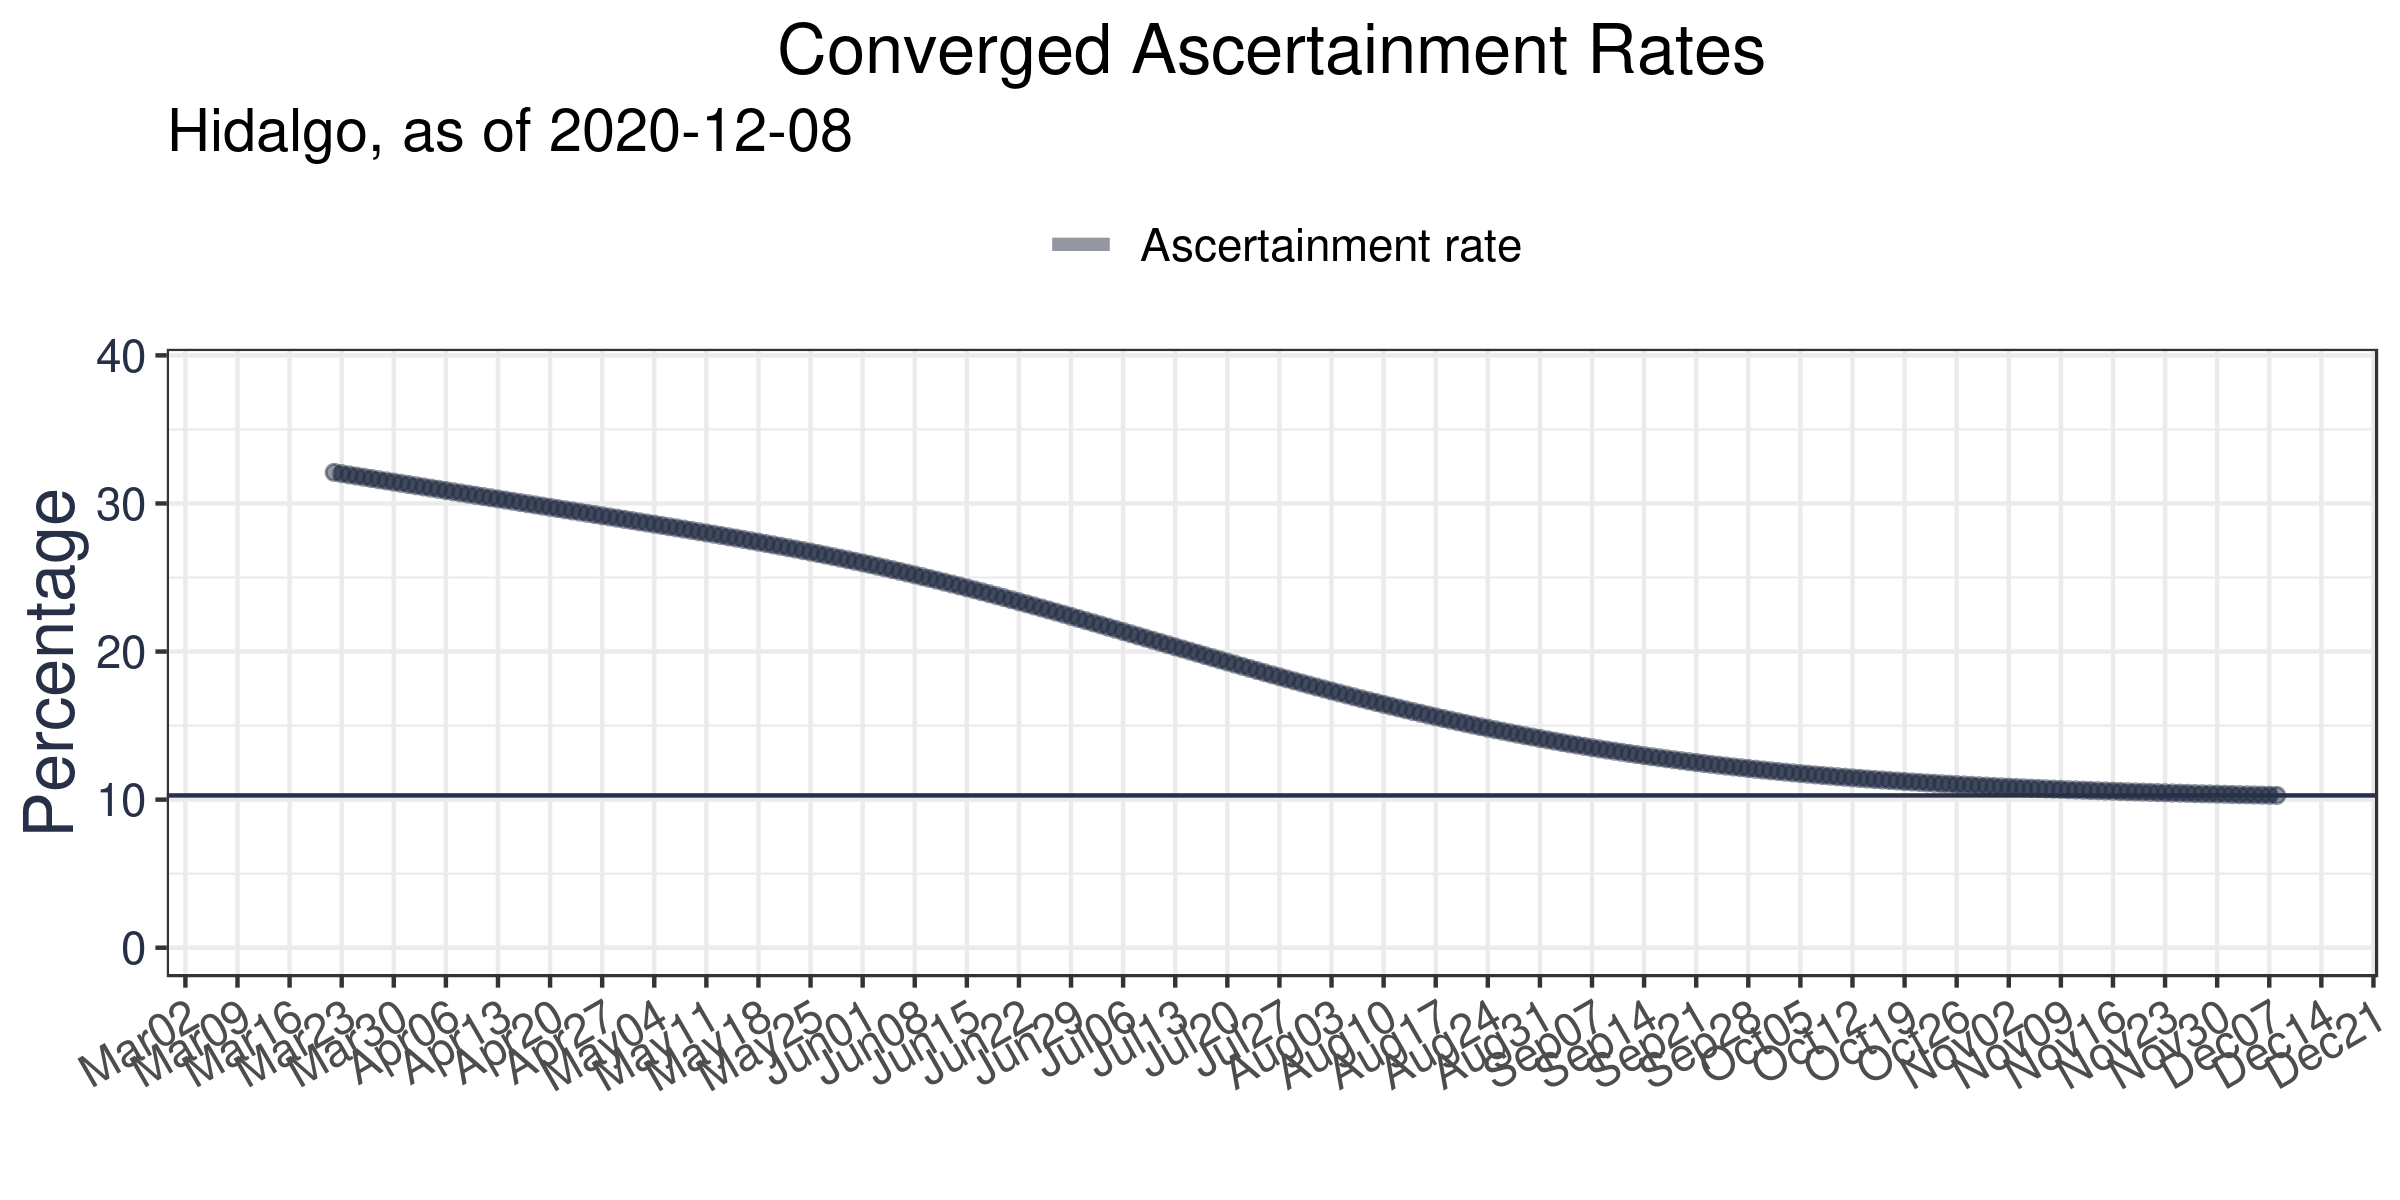 Converged Ascertainment Rates
Hidalgo, as of 2020-12-08
Ascertainment rate
Percentage
40
30
20
10
0
Mar02
Mar09
Mar16
Mar23
Mar30
Apr06
Apr13
Apr20
Apr27
May04
May11
May18
May25
Jun01
Jun08
Jun15
Jun22
Jun29
Jul06
Jul13
Jul20
Jul27
Aug03
Aug10
Aug17
Aug24
Aug31
Sep07
Sep14
Sep21
Sep28
Oct05
Oct12
Oct19
Oct26
Nov02
Nov09
Nov16
Nov23
Nov30
Dec07
Dec14
Dec21